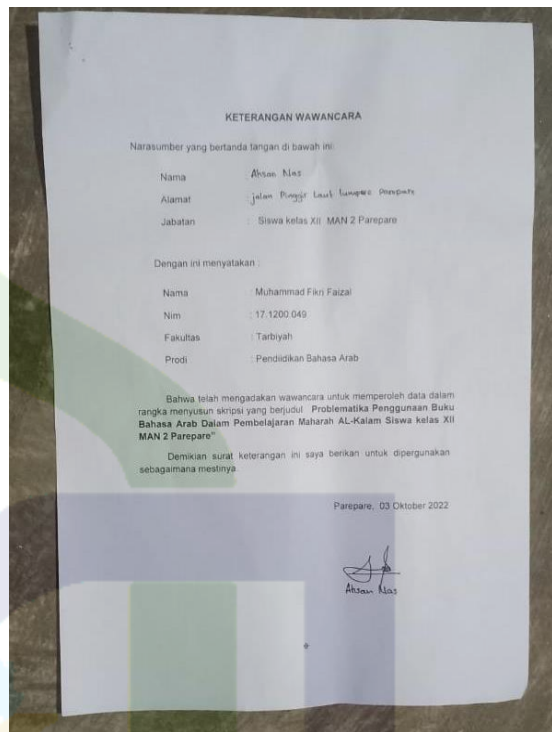 KETERANGAN WAWANCARA
Narasumber yang bertanda tangan di bawah ini:
Nama : Ahsan Nas
Alamat : jalan Pinggir Laut Lumpue Parepare
Jabatan : Siswa kelas XII MAN 2 Parepare
Dengan ini menyatakan :
Nama : Muhammad Fikri Faizal
Nim : 17.1200.049
Fakultas : Tarbiyah
Prodi : Pendiidikan Bahasa Arab
Bahwa telah mengadakan wawancara untuk memperoleh data dalam
rangka menyusun skripsi yang berjudul Problematika Penggunaan Buku
Bahasa Arab Dalam Pembelajaran Maharah AL-Kalam Siswa kelas XII
MAN 2 Parepare"
Demikian surat keterangan ini saya berikan untuk dipergunakan
sebagaimana mestinya.
Parepare, 03 Oktober 2022
Ahsan Nas